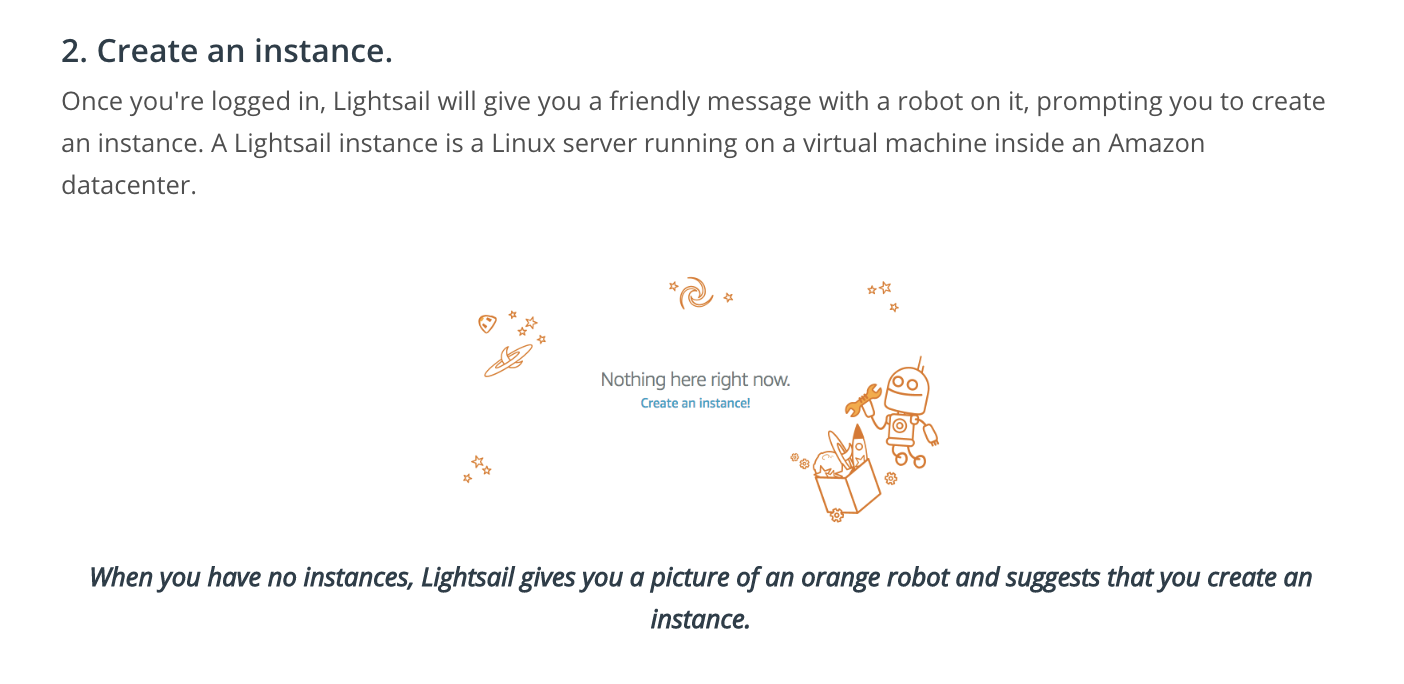 2. Create an instance.
Once you're logged in, Lightsail will give you a friendly message with a robot on it, prompting you to create
an instance. A Lightsail instance is a Linux server running on a virtual machine inside an Amazon
datacenter.
Nothing here right now.
Create an instance!
When you have no instances, Lightsail gives you a picture of an orange robot and suggests that you create an
instance.